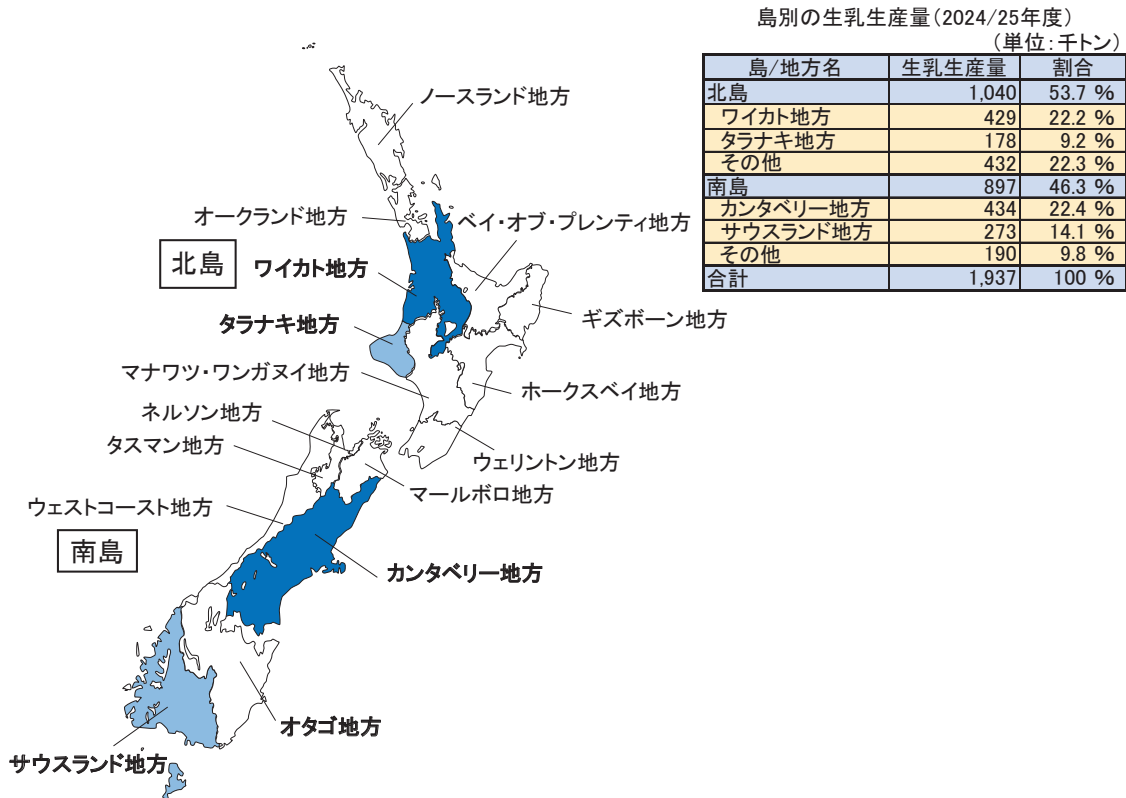 島別の生乳生産量(2024/25年度)
(単位:千トン)
島/地方名 生乳生産量 割合
北島 1,040 53.7 %
ワイカト地方 429 22.2 %
タラナキ地方 178 9.2 %
その他 432 22.3 %
南島 897 46.3 %
カンタベリー地方 434 22.4 %
サウスランド地方 273 14.1 %
その他 190 9.8 %
合計 1,937 100 %
ノースランド地方
オークランド地方
ベイ・オブ・プレンティ地方
北島
ワイカト地方
タラナキ地方
ギズボーン地方
マナワツ・ワンガヌイ地方
ホークスベイ地方
ネルソン地方
タスマン地方
ウェリントン地方
マールボロ地方
ウェストコースト地方
南島
カンタベリー地方
オタゴ地方
サウスランド地方